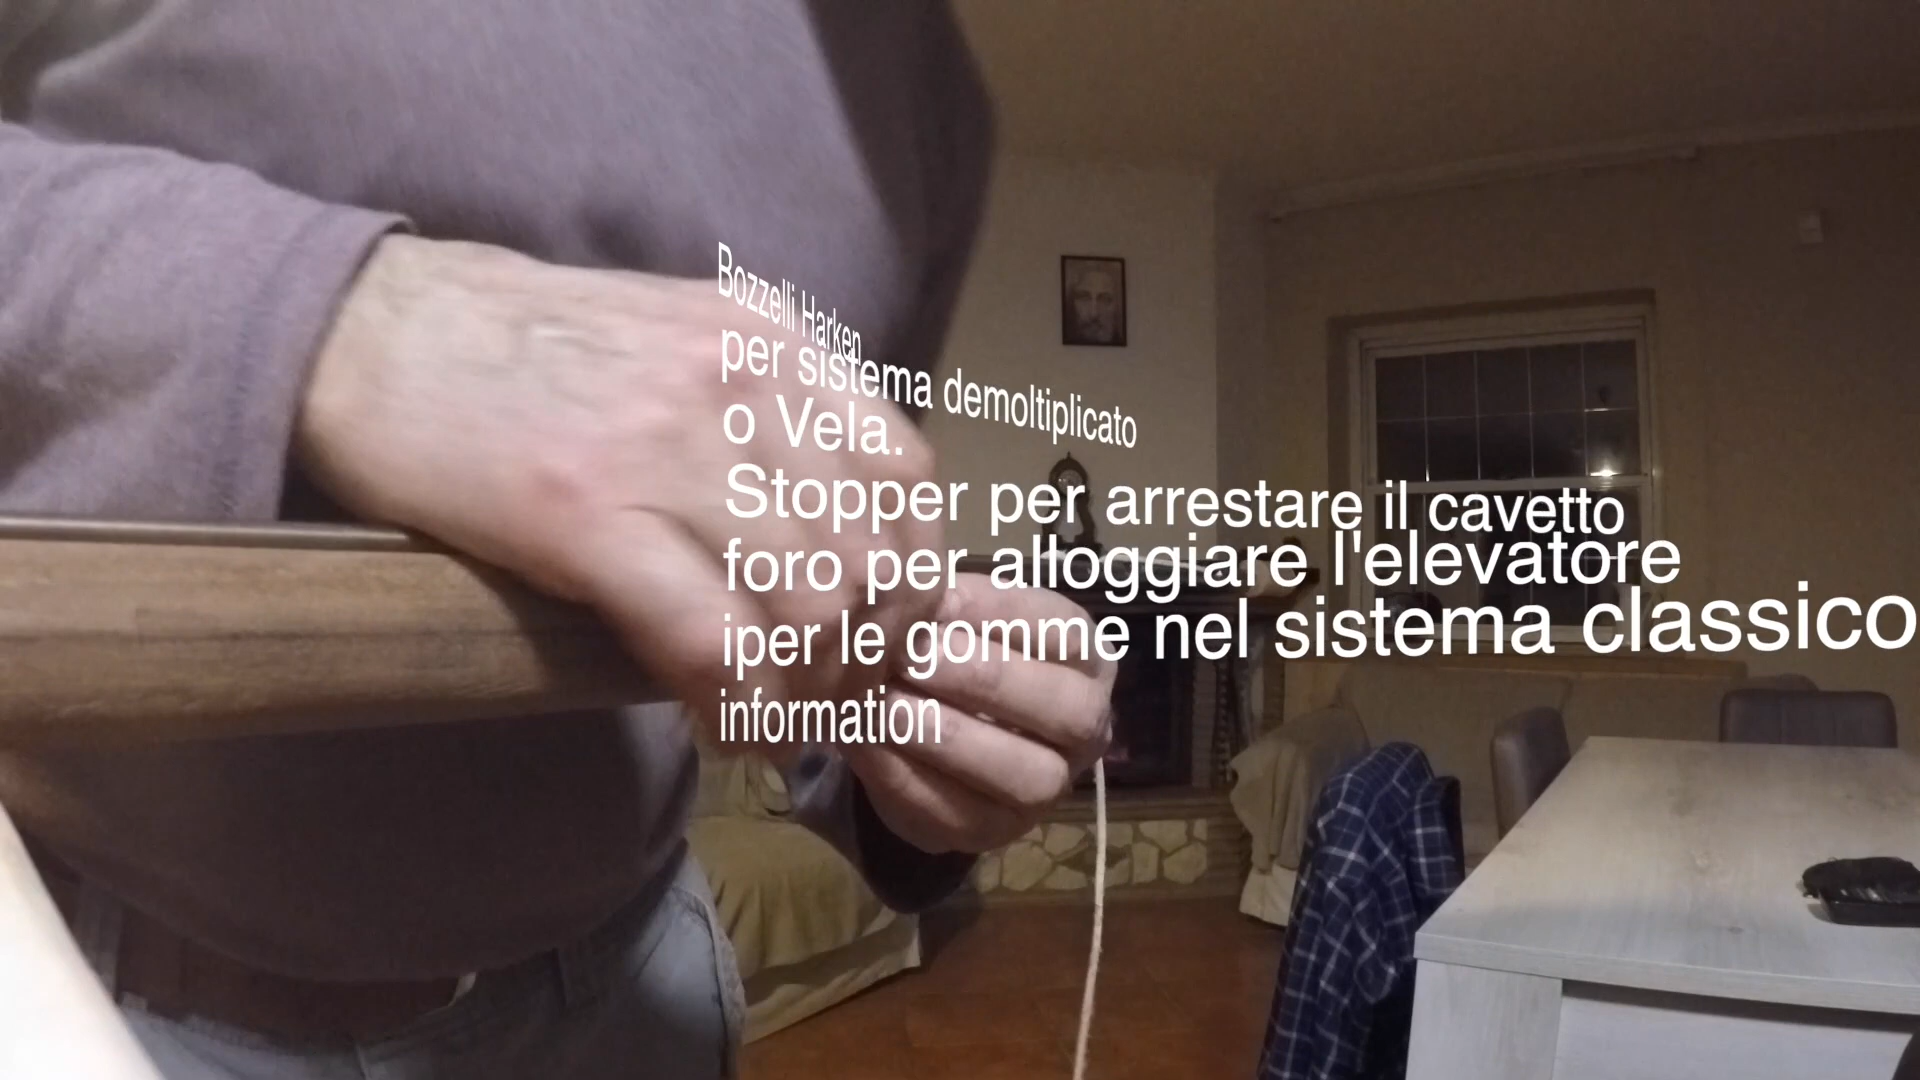 Bozzelli Harken
per sistema demoltiplicato
o Vela.
Stopper per arrestare il cavetto
foro per alloggiare l'elevatore
iper le gomme nel sistema classico
information